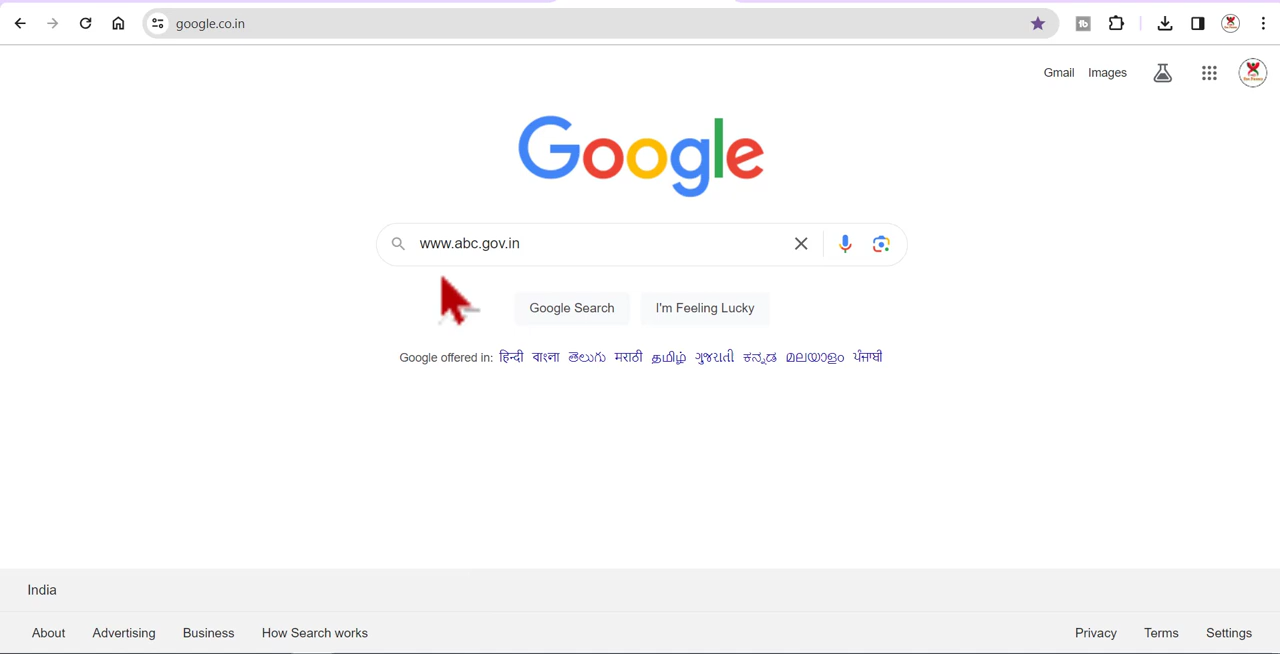 google.co.in
Gmail Images
Google
www.abc.gov.in
Google Search I'm Feeling Lucky
Google offered in: हिन्दी বাংলা తెలుగు मराठी தமிழ் ગુજરાતી ಕನ್ನಡ മലയാളം ਪੰਜਾਬੀ
India
About Advertising Business How Search works Privacy Terms Settings